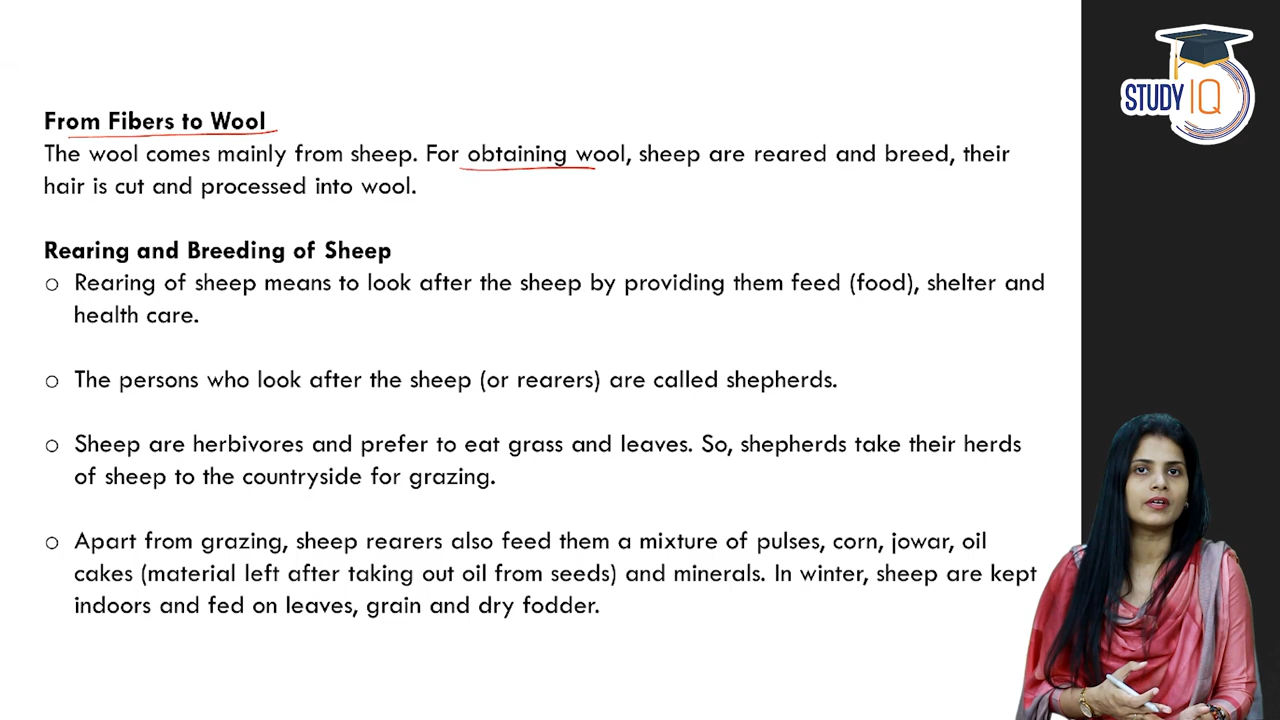 From Fibers to Wool
The wool comes mainly from sheep. For obtaining wool, sheep are reared and breed, their
hair is cut and processed into wool.
Rearing and Breeding of Sheep
○ Rearing of sheep means to look after the sheep by providing them feed (food), shelter and
health care.
○ The persons who look after the sheep (or rearers) are called shepherds.
○ Sheep are herbivores and prefer to eat grass and leaves. So, shepherds take their herds
of sheep to the countryside for grazing.
○ Apart from grazing, sheep rearers also feed them a mixture of pulses, corn, jowar, oil
cakes (material left after taking out oil from seeds) and minerals. In winter, sheep are kept
indoors and fed on leaves, grain and dry fodder.
STUDY IQ